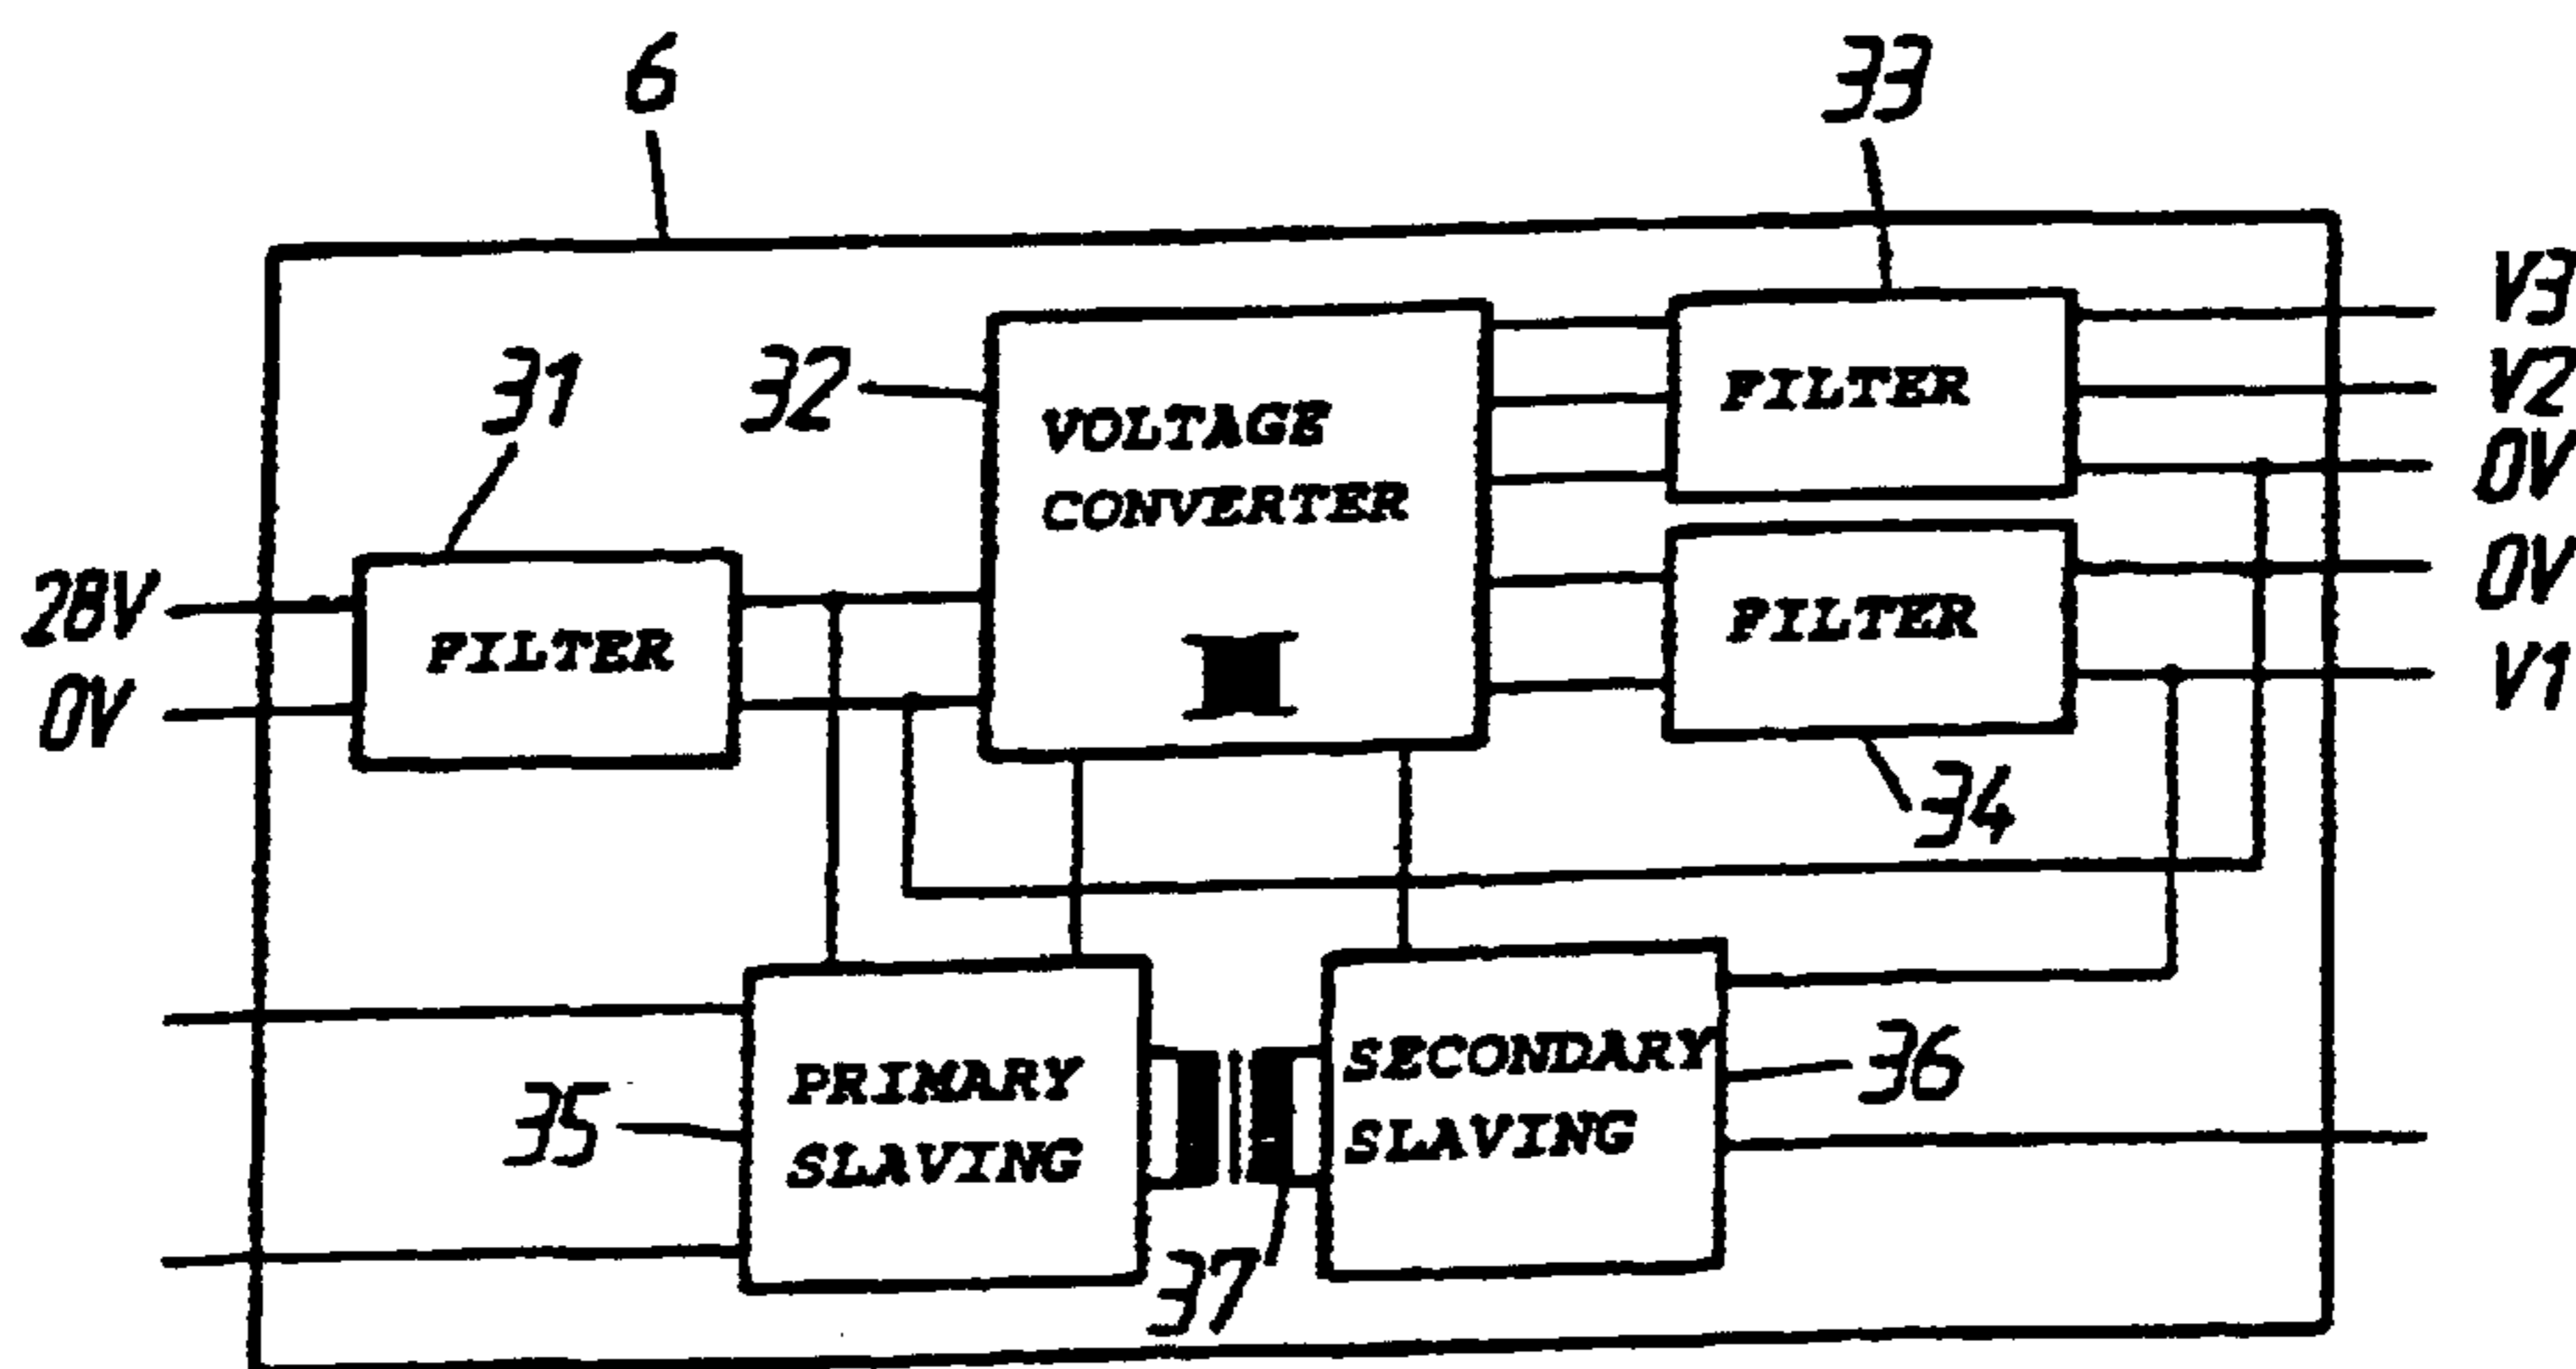 6
33
V3
31
32
VOLTAGE
CONVERTER
FILTER
V2
0V
28V
0V
FILTER
FILTER
0V
V1
34
35
PRIMARY
SLAVING
37
SECONDARY
SLAVING
36